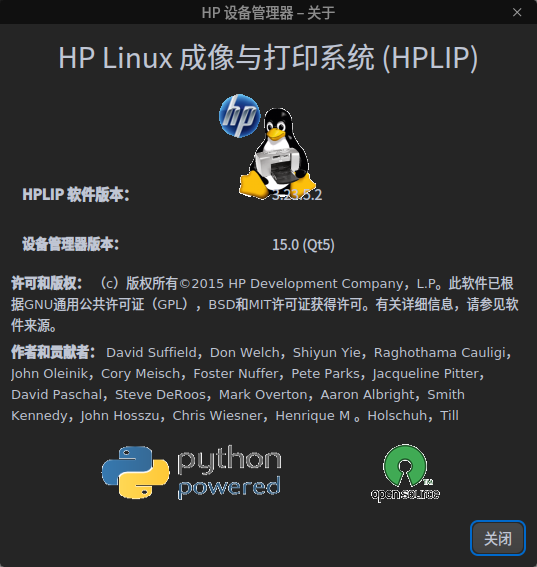 HP 设备管理器 – 关于
HP Linux 成像与打印系统 (HPLIP)
hp
HPLIP 软件版本： 3.23.5.2
设备管理器版本： 15.0 (Qt5)
许可和版权： （c）版权所有©2015 HP Development Company，L.P。此软件已根
据GNU通用公共许可证（GPL），BSD和MIT许可证获得许可。有关详细信息，请参见软
件来源。
作者和贡献者： David Suffield，Don Welch，Shiyun Yie，Raghothama Cauligi，
John Oleinik，Cory Meisch，Foster Nuffer，Pete Parks，Jacqueline Pitter，
David Paschal，Steve DeRoos，Mark Overton，Aaron Albright，Smith
Kennedy，John Hosszu，Chris Wiesner，Henrique M 。Holschuh，Till
python
powered
open source
TM
关闭